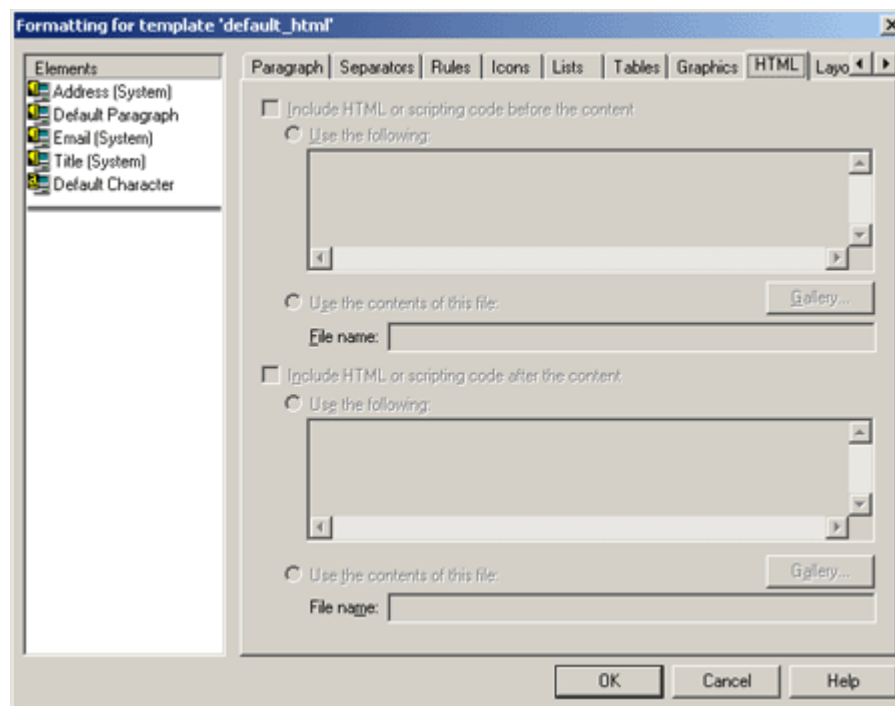 Formatting for template 'default_html'
Elements
Address (System)
Default Paragraph
Email (System)
Title (System)
Default Character
Paragraph Separators Rules Icons Lists Tables Graphics HTML Layo
Include HTML or scripting code before the content
Use the following:
Use the contents of this file:
Gallery...
File name:
Include HTML or scripting code after the content
Use the following:
Use the contents of this file:
Gallery...
File name:
OK Cancel Help